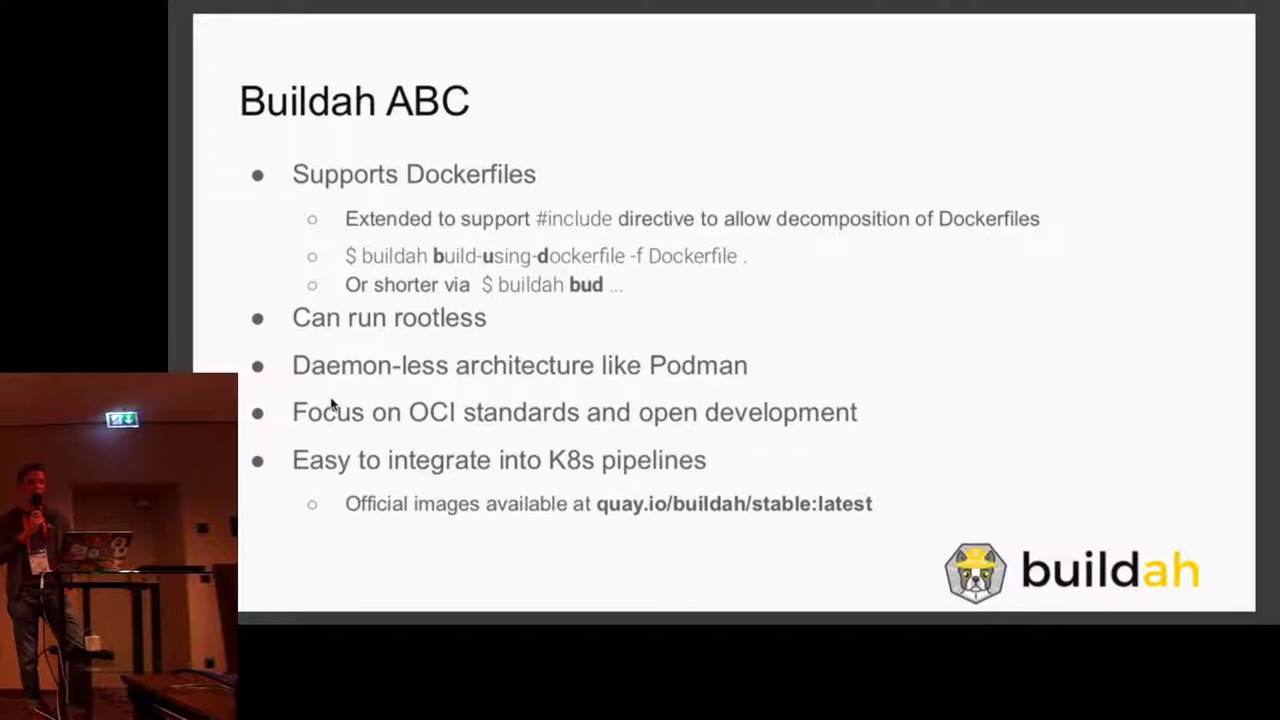 Buildah ABC
● Supports Dockerfiles
○ Extended to support #include directive to allow decomposition of Dockerfiles
○ $ buildah build-using-dockerfile -f Dockerfile .
○ Or shorter via $ buildah bud ...
● Can run rootless
● Daemon-less architecture like Podman
● Focus on OCI standards and open development
● Easy to integrate into K8s pipelines
○ Official images available at quay.io/buildah/stable:latest
buildah